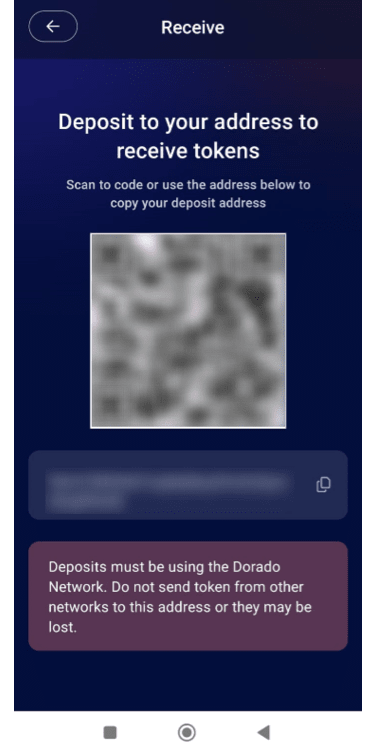 Receive
Deposit to your address to
receive tokens
Scan to code or use the address below to
copy your deposit address
Deposits must be using the Dorado
Network. Do not send token from other
networks to this address or they may be
lost.